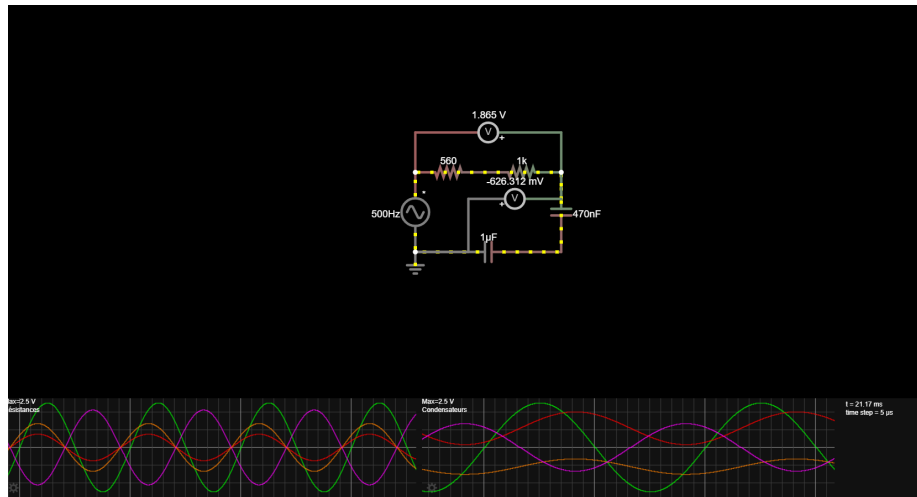 1.865 V
V
+
560
1k
-626.312 mV
V
+
500Hz
470nF
1µF
Max=2.5 V
Résistances
Max=2.5 V
Condensateurs
t = 21.17 ms
time step = 5 µs